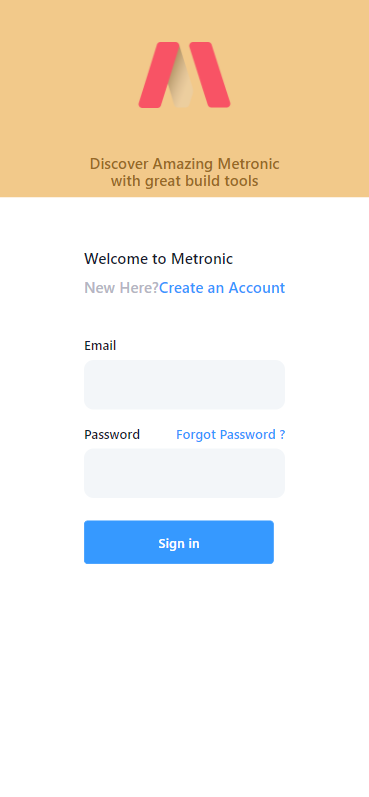 Discover Amazing Metronic
with great build tools
Welcome to Metronic
New Here?Create an Account
Email
Password Forgot Password ?
Sign in